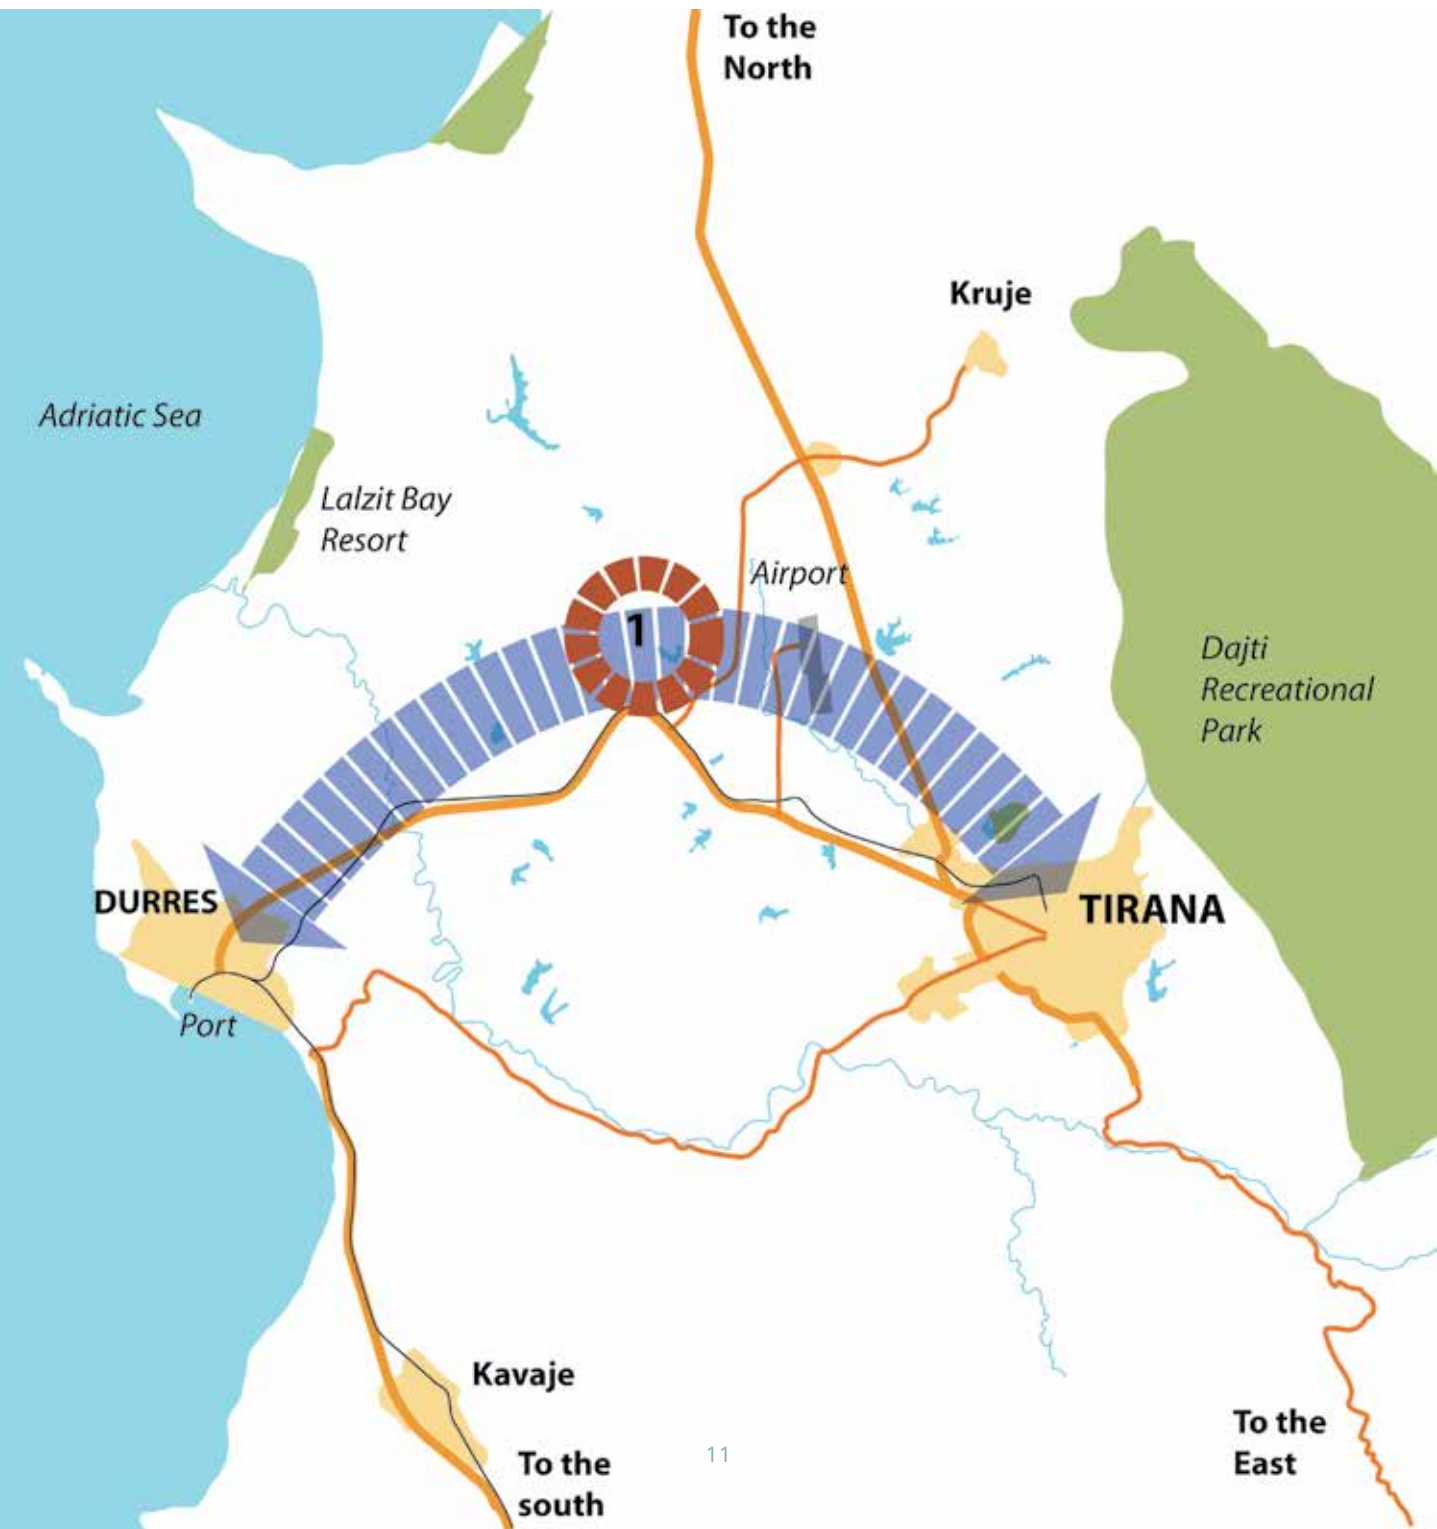 To the
North
Kruje
Adriatic Sea
Lalzit Bay
Resort
Airport
1
Dajti
Recreational
Park
DURRES
TIRANA
Port
Kavaje
To the
East
11
To the
south